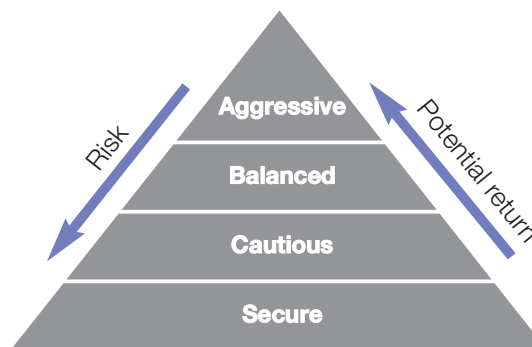 Aggressive
Risk
Potential return
Balanced
Cautious
Secure